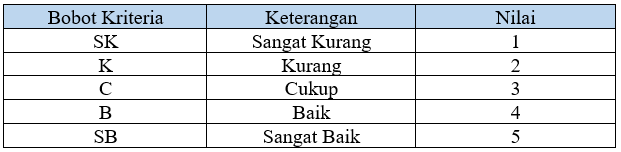 Bobot Kriteria Keterangan Nilai
SK Sangat Kurang 1
K Kurang 2
C Cukup 3
B Baik 4
SB Sangat Baik 5